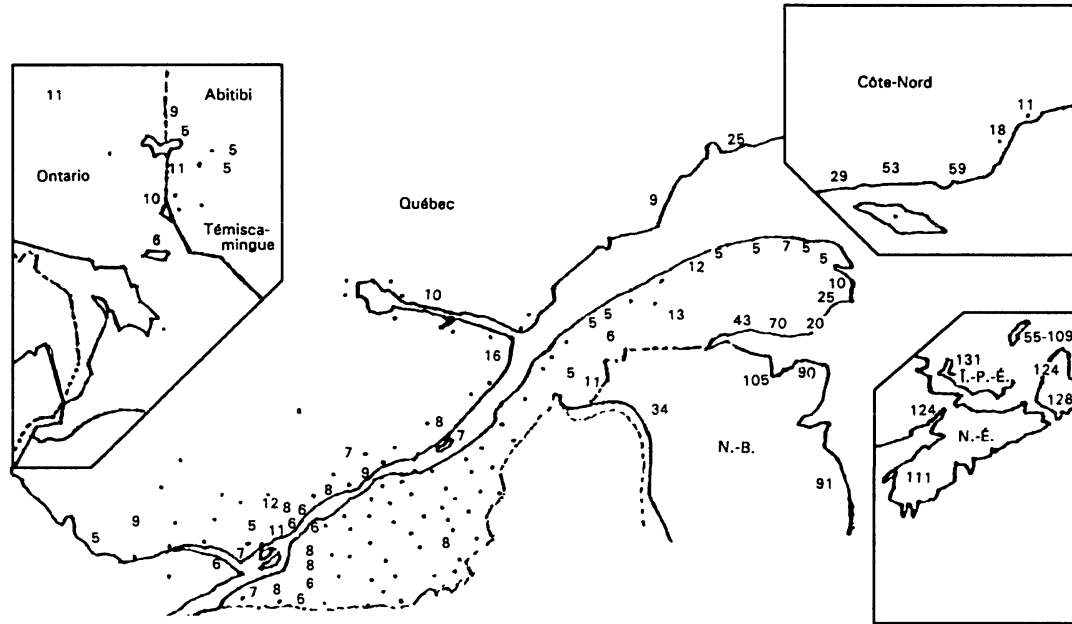 11
Abitibi
9
5
5
11
5
Ontario
10
Témisca-
mingue
6
Côte-Nord
11
18
29 53 59
25
9
Québec
10
16
12 5 5 7 5
5
10
25
5 5
13
6
43 70 20
5 11
105 90
34
N.-B.
91
8
7
7
9
8
12 8 6
9 5 11 6 6
5
7
6
8
8
8
6
7 8 6
55-109
131
Î.-P.-É.
124
128
124
N.-É.
111